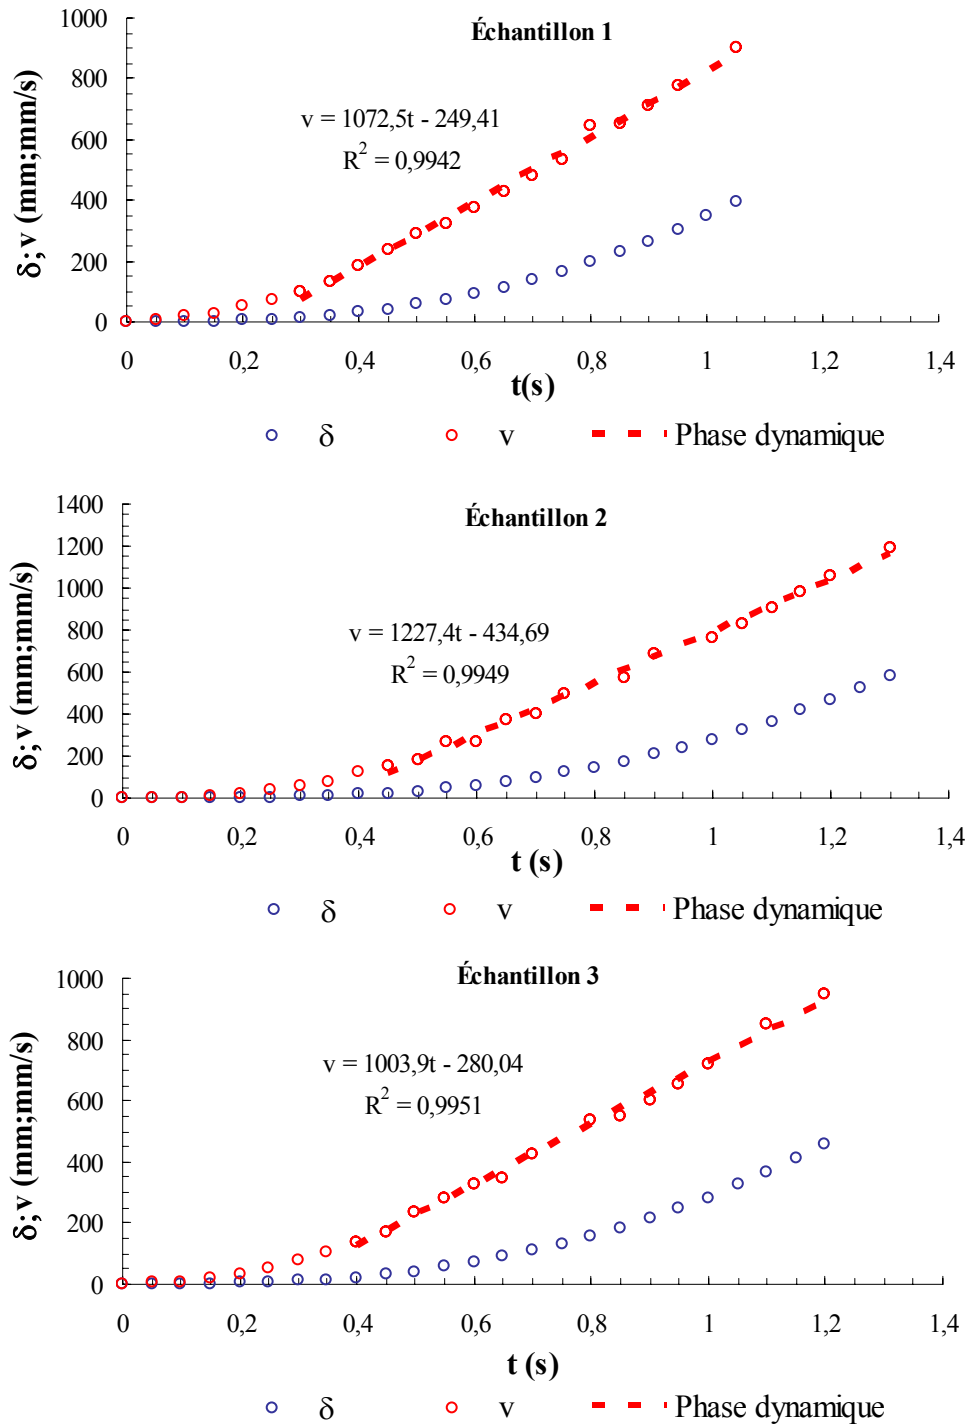 Échantillon 1
δ; v (mm;mm/s)
1000
800
600
400
200
0
v = 1072,5t - 249,41
R² = 0,9942
0 0,2 0,4 0,6 0,8 1 1,2 1,4
t(s)
δ v Phase dynamique
Échantillon 2
δ; v (mm;mm/s)
1400
1200
1000
800
600
400
200
0
v = 1227,4t - 434,69
R² = 0,9949
0 0,2 0,4 0,6 0,8 1 1,2 1,4
t (s)
δ v Phase dynamique
Échantillon 3
δ; v (mm;mm/s)
1000
800
600
400
200
0
v = 1003,9t - 280,04
R² = 0,9951
0 0,2 0,4 0,6 0,8 1 1,2 1,4
t (s)
δ v Phase dynamique